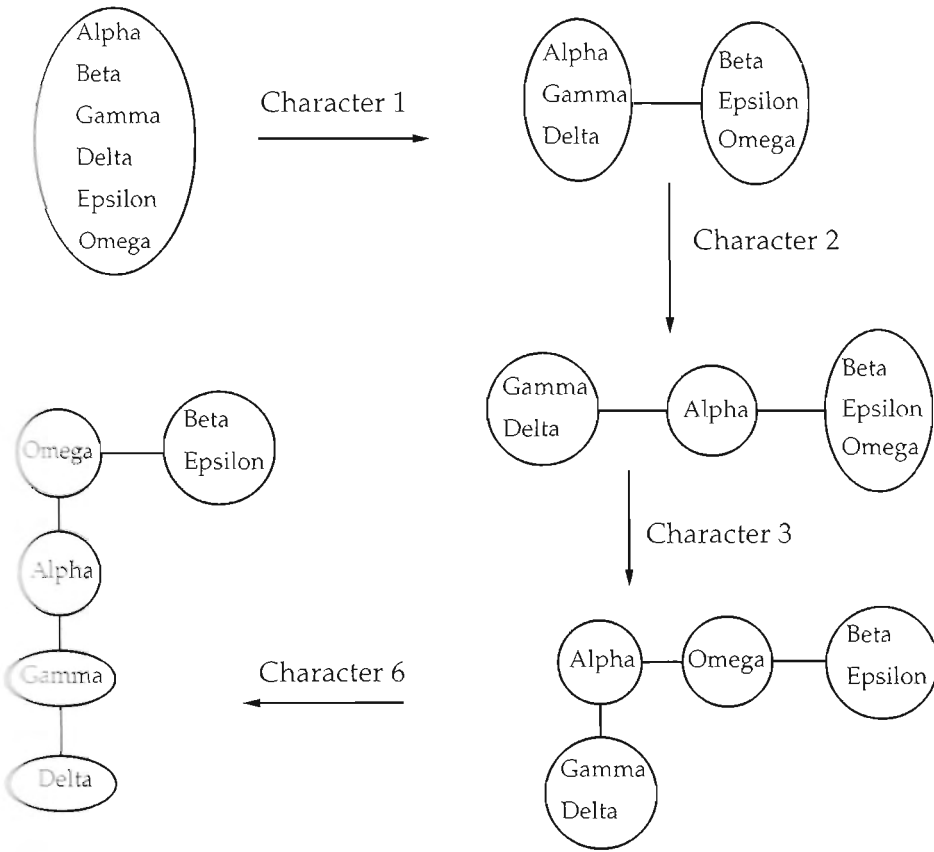 Alpha
Beta
Gamma
Delta
Epsilon
Omega
Character 1
Alpha
Gamma
Delta
Beta
Epsilon
Omega
Character 2
Gamma
Delta
Alpha
Beta
Epsilon
Omega
Character 3
Alpha
Omega
Beta
Epsilon
Gamma
Delta
Character 6
Omega
Beta
Epsilon
Alpha
Gamma
Delta